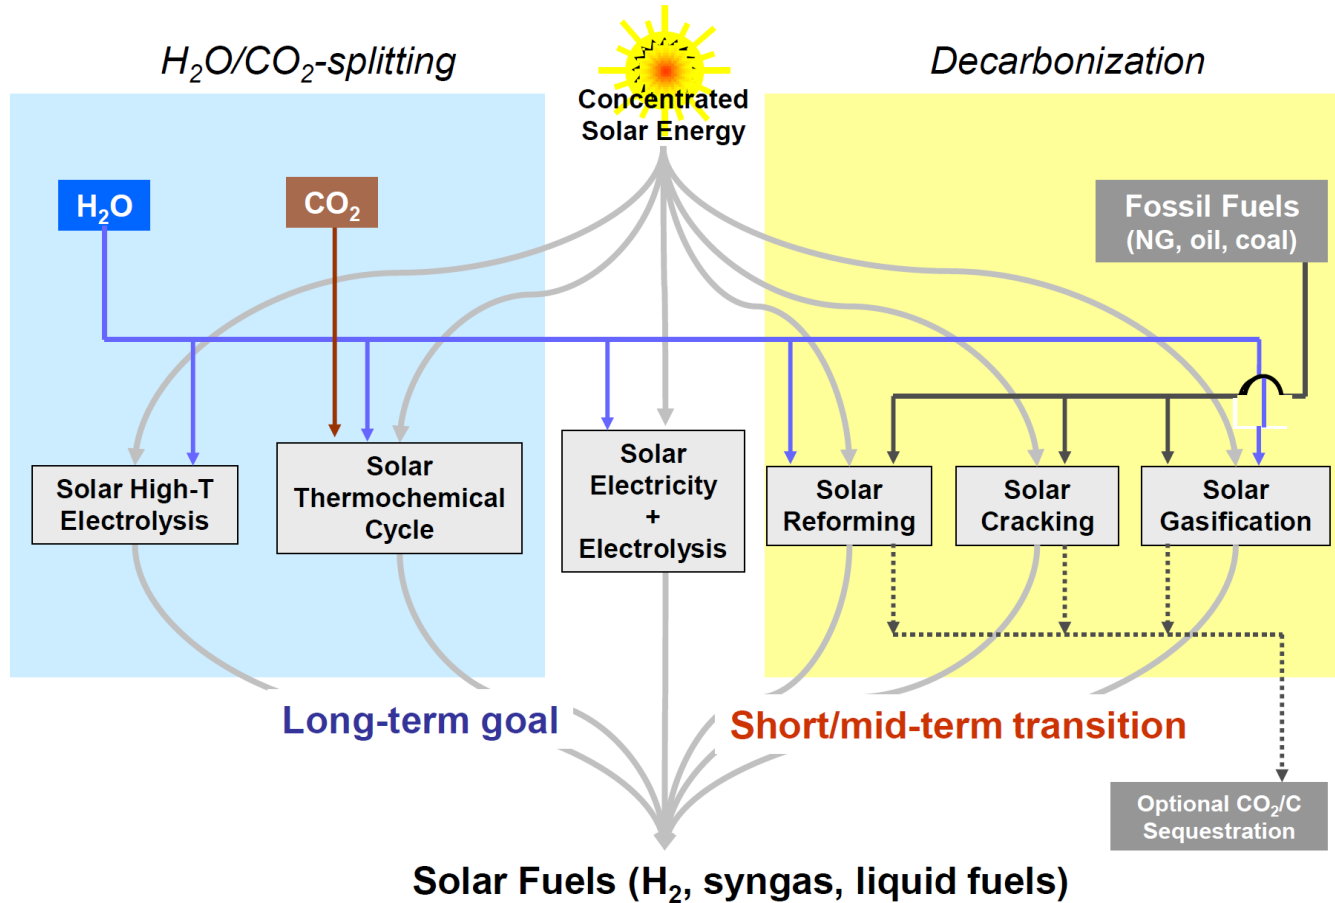 H₂O/CO₂-splitting
Decarbonization
Concentrated
Solar Energy
H₂O
CO₂
Fossil Fuels
(NG, oil, coal)
Solar High-T
Electrolysis
Solar
Thermochemical
Cycle
Solar
Electricity
+
Electrolysis
Solar
Reforming
Solar
Cracking
Solar
Gasification
Long-term goal
Short/mid-term transition
Optional CO₂/C
Sequestration
Solar Fuels (H₂, syngas, liquid fuels)